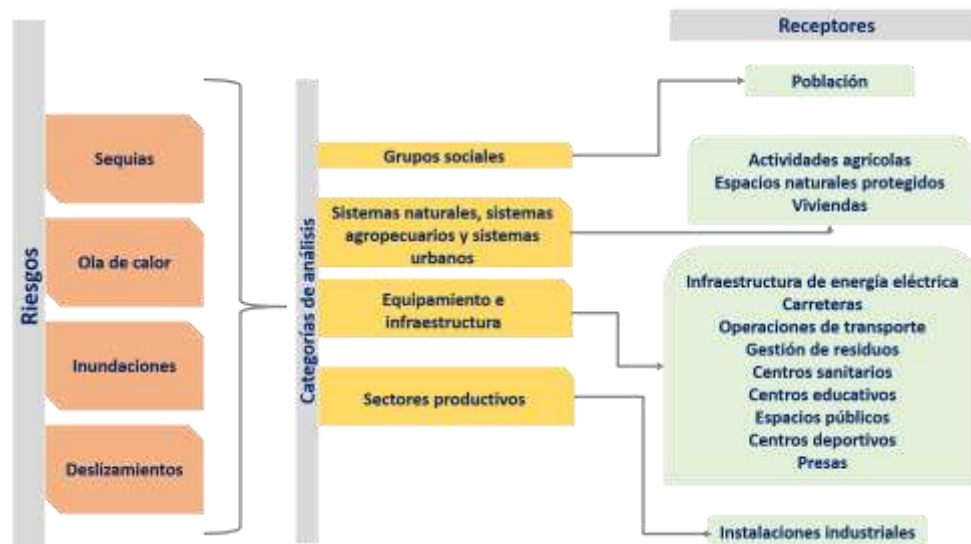 Receptores
Riesgos
Sequias
Ola de calor
Inundaciones
Deslizamientos
Categorías de análisis
Grupos sociales
Sistemas naturales, sistemas
agropecuarios y sistemas
urbanos
Equipamiento e
infraestructura
Sectores productivos
Población
Actividades agrícolas
Espacios naturales protegidos
Viviendas
Infraestructura de energía eléctrica
Carreteras
Operaciones de transporte
Gestión de residuos
Centros sanitarios
Centros educativos
Espacios públicos
Centros deportivos
Presas
Instalaciones industriales